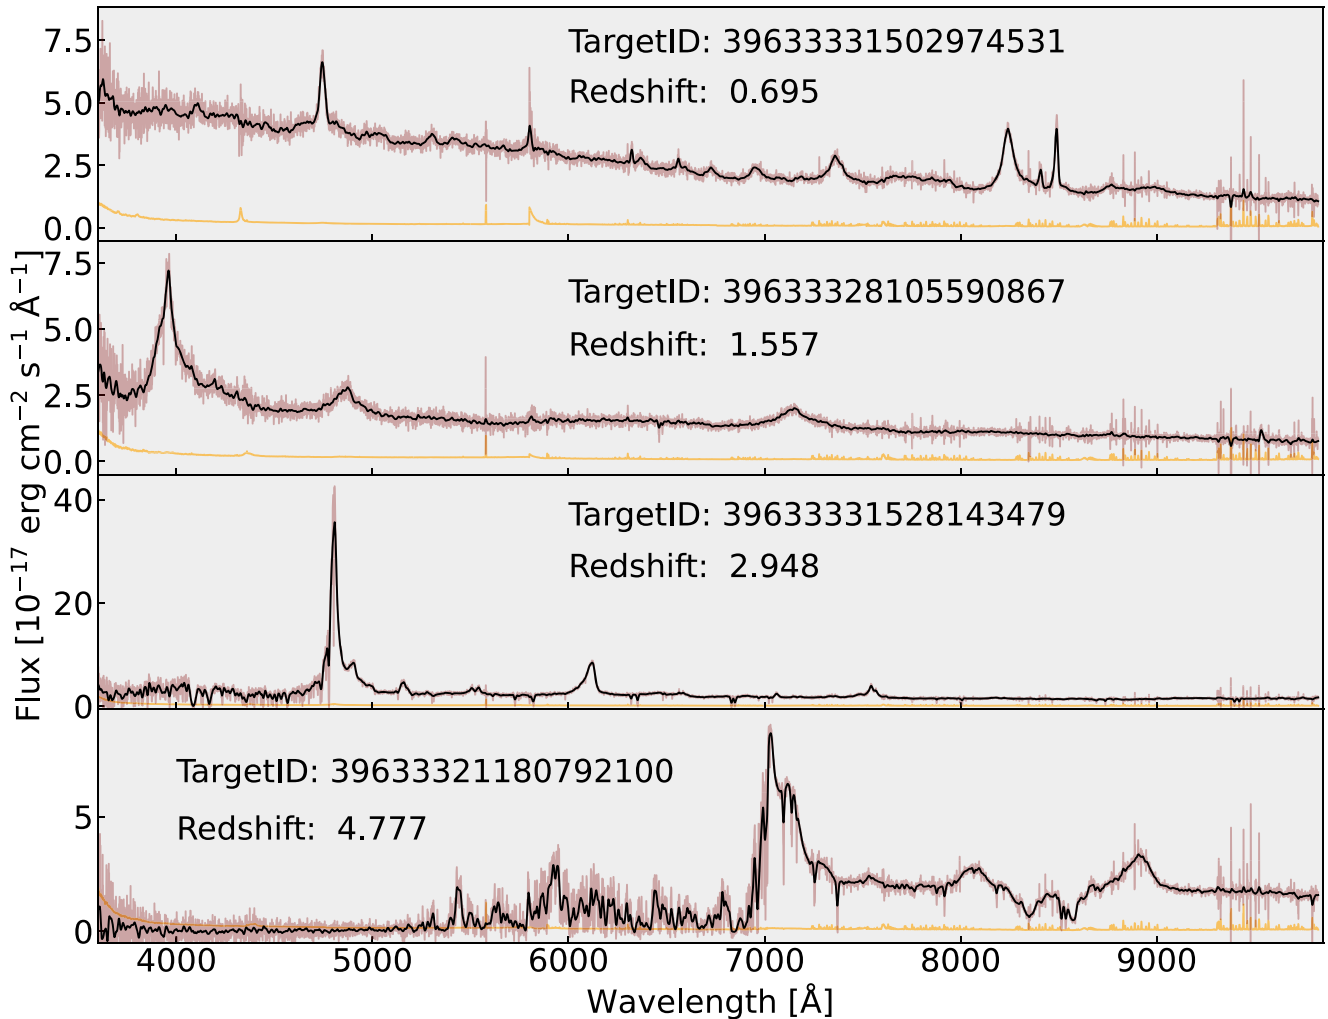 7.5
5.0
2.5
0.0
TargetID: 39633331502974531
Redshift: 0.695
7.5
5.0
2.5
0.0
TargetID: 39633328105590867
Redshift: 1.557
40
20
0
TargetID: 39633331528143479
Redshift: 2.948
5
0
TargetID: 39633321180792100
Redshift: 4.777
Flux [10⁻¹⁷ erg cm⁻² s⁻¹ Å⁻¹]
4000 5000 6000 7000 8000 9000
Wavelength [Å]